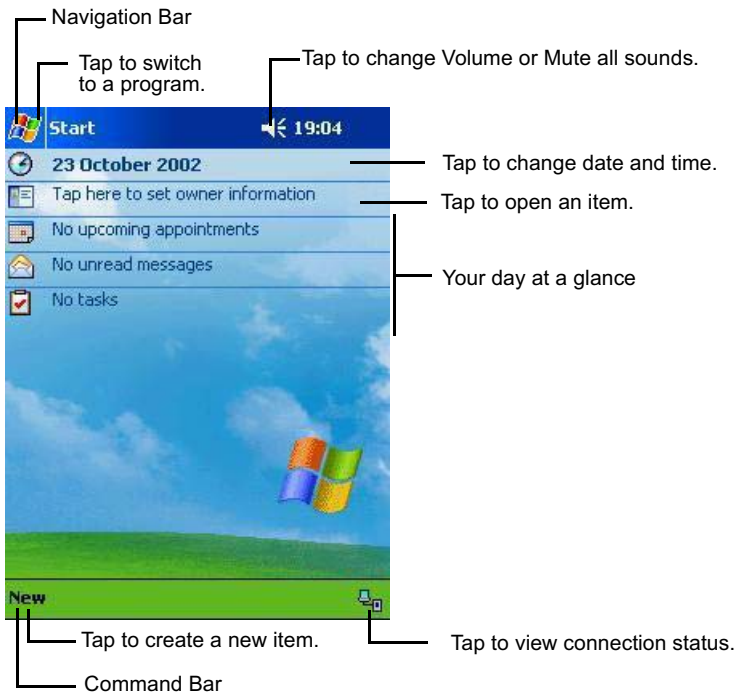 Navigation Bar
Tap to switch
to a program.
Tap to change Volume or Mute all sounds.
Start
19:04
23 October 2002
Tap to change date and time.
Tap here to set owner information
Tap to open an item.
No upcoming appointments
No unread messages
Your day at a glance
No tasks
New
Tap to create a new item.
Tap to view connection status.
Command Bar